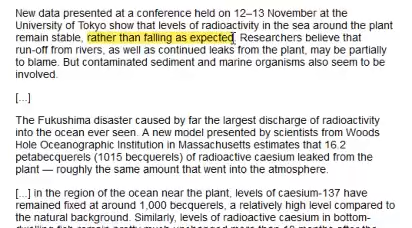 New data presented at a conference held on 12–13 November at the
University of Tokyo show that levels of radioactivity in the sea around the plant
remain stable, rather than falling as expected. Researchers believe that
run-off from rivers, as well as continued leaks from the plant, may be partially
to blame. But contaminated sediment and marine organisms also seem to be
involved.
[...]
The Fukushima disaster caused by far the largest discharge of radioactivity
into the ocean ever seen. A new model presented by scientists from Woods
Hole Oceanographic Institution in Massachusetts estimates that 16.2
petabecquerels (1015 becquerels) of radioactive caesium leaked from the
plant — roughly the same amount that went into the atmosphere.
[...] in the region of the ocean near the plant, levels of caesium-137 have
remained fixed at around 1,000 becquerels, a relatively high level compared to
the natural background. Similarly, levels of radioactive caesium in bottom-